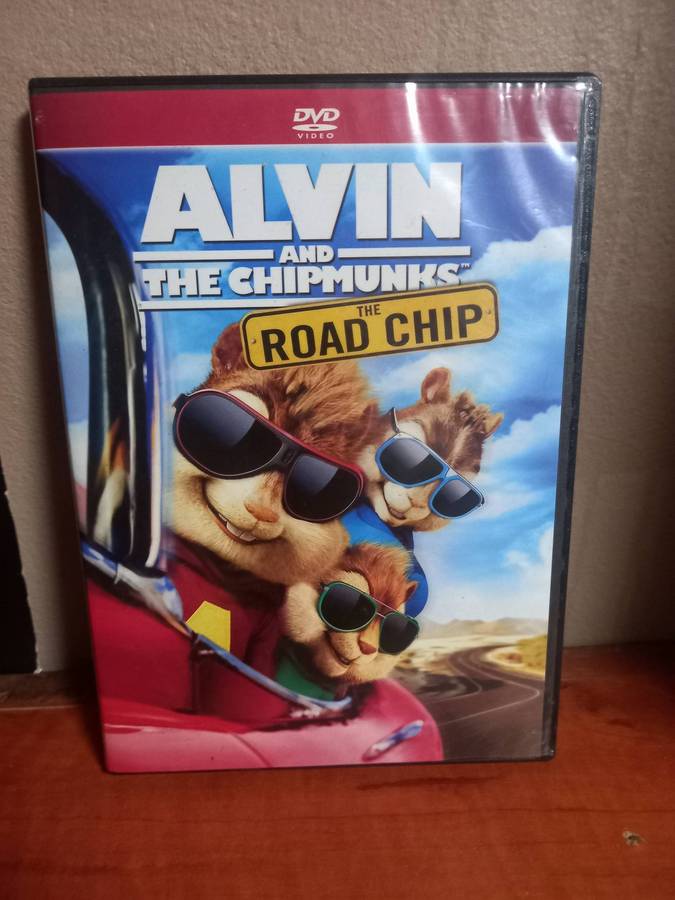 DVD
VIDEO
ALVIN
AND
THE CHIPMUNKS™
THE
ROAD CHIP